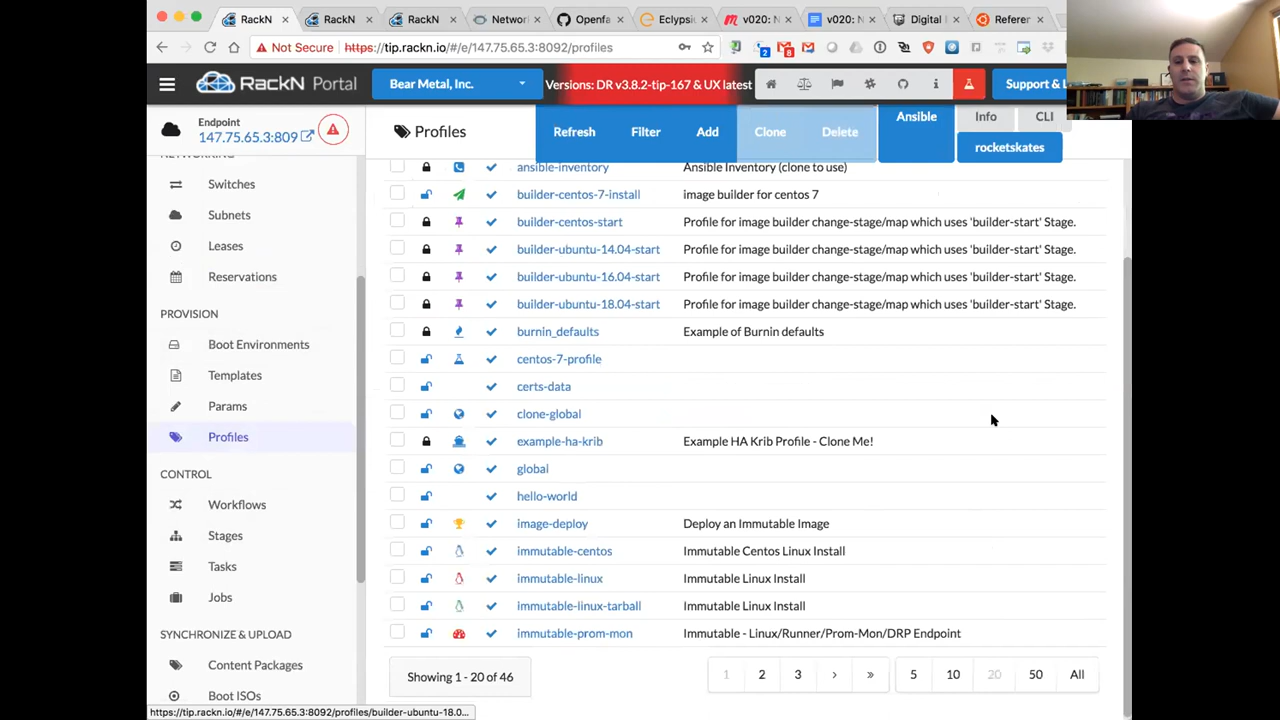 RackN
RackN
RackN
Networ
Openfa
Eclypsi
v020: N
v020: N
Digital
Referer
Not Secure
https://tip.rackn.io/#/e/147.75.65.3:8092/profiles
2
8
RackN Portal
Bear Metal, Inc.
Versions: DR v3.8.2-tip-167 & UX latest
Support & L
Endpoint
147.75.65.3:809
Profiles
Refresh
Filter
Add
Clone
Delete
Ansible
Info
CLI
rocketskates
NETWORKING
Switches
Subnets
Leases
Reservations
PROVISION
Boot Environments
Templates
Params
Profiles
CONTROL
Workflows
Stages
Tasks
Jobs
SYNCHRONIZE & UPLOAD
Content Packages
Boot ISOs
ansible-inventory Ansible Inventory (clone to use)
builder-centos-7-install image builder for centos 7
builder-centos-start Profile for image builder change-stage/map which uses 'builder-start' Stage.
builder-ubuntu-14.04-start Profile for image builder change-stage/map which uses 'builder-start' Stage.
builder-ubuntu-16.04-start Profile for image builder change-stage/map which uses 'builder-start' Stage.
builder-ubuntu-18.04-start Profile for image builder change-stage/map which uses 'builder-start' Stage.
burnin_defaults Example of Burnin defaults
centos-7-profile
certs-data
clone-global
example-ha-krib Example HA Krib Profile - Clone Me!
global
hello-world
image-deploy Deploy an Immutable Image
immutable-centos Immutable Centos Linux Install
immutable-linux Immutable Linux Install
immutable-linux-tarball Immutable Linux Install
immutable-prom-mon Immutable - Linux/Runner/Prom-Mon/DRP Endpoint
Showing 1 - 20 of 46
1 2 3 › »
5 10 20 50 All
https://tip.rackn.io/#/e/147.75.65.3:8092/profiles/builder-ubuntu-18.0...